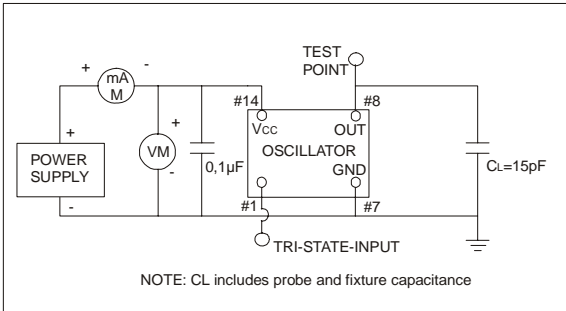 TEST
POINT
+ -
mA
M
#14 #8
Vcc OUT
+ + 
POWER
SUPPLY
VM
0,1µF
OSCILLATOR
GND
CL=15pF
- -
#1 #7
TRI-STATE-INPUT
NOTE: CL includes probe and fixture capacitance